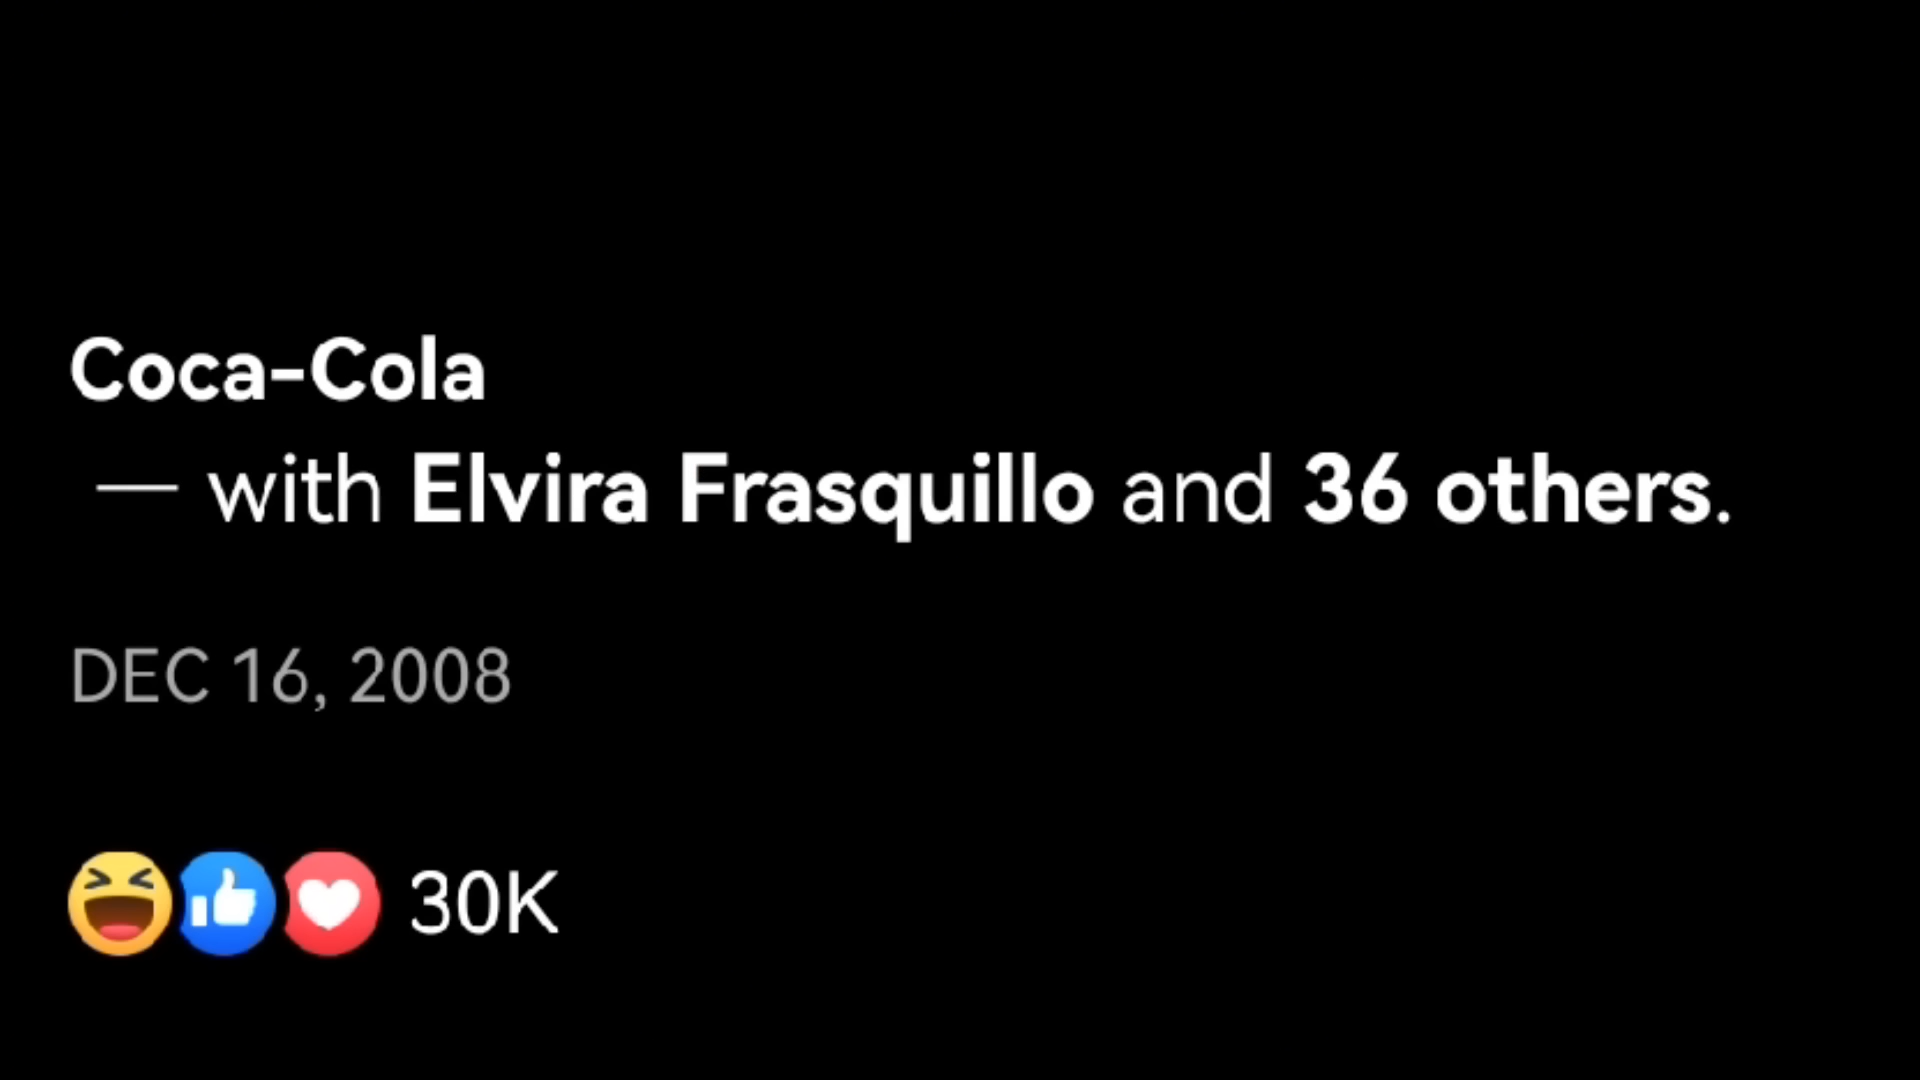 Coca-Cola
— with Elvira Frasquillo and 36 others.
DEC 16, 2008
30K